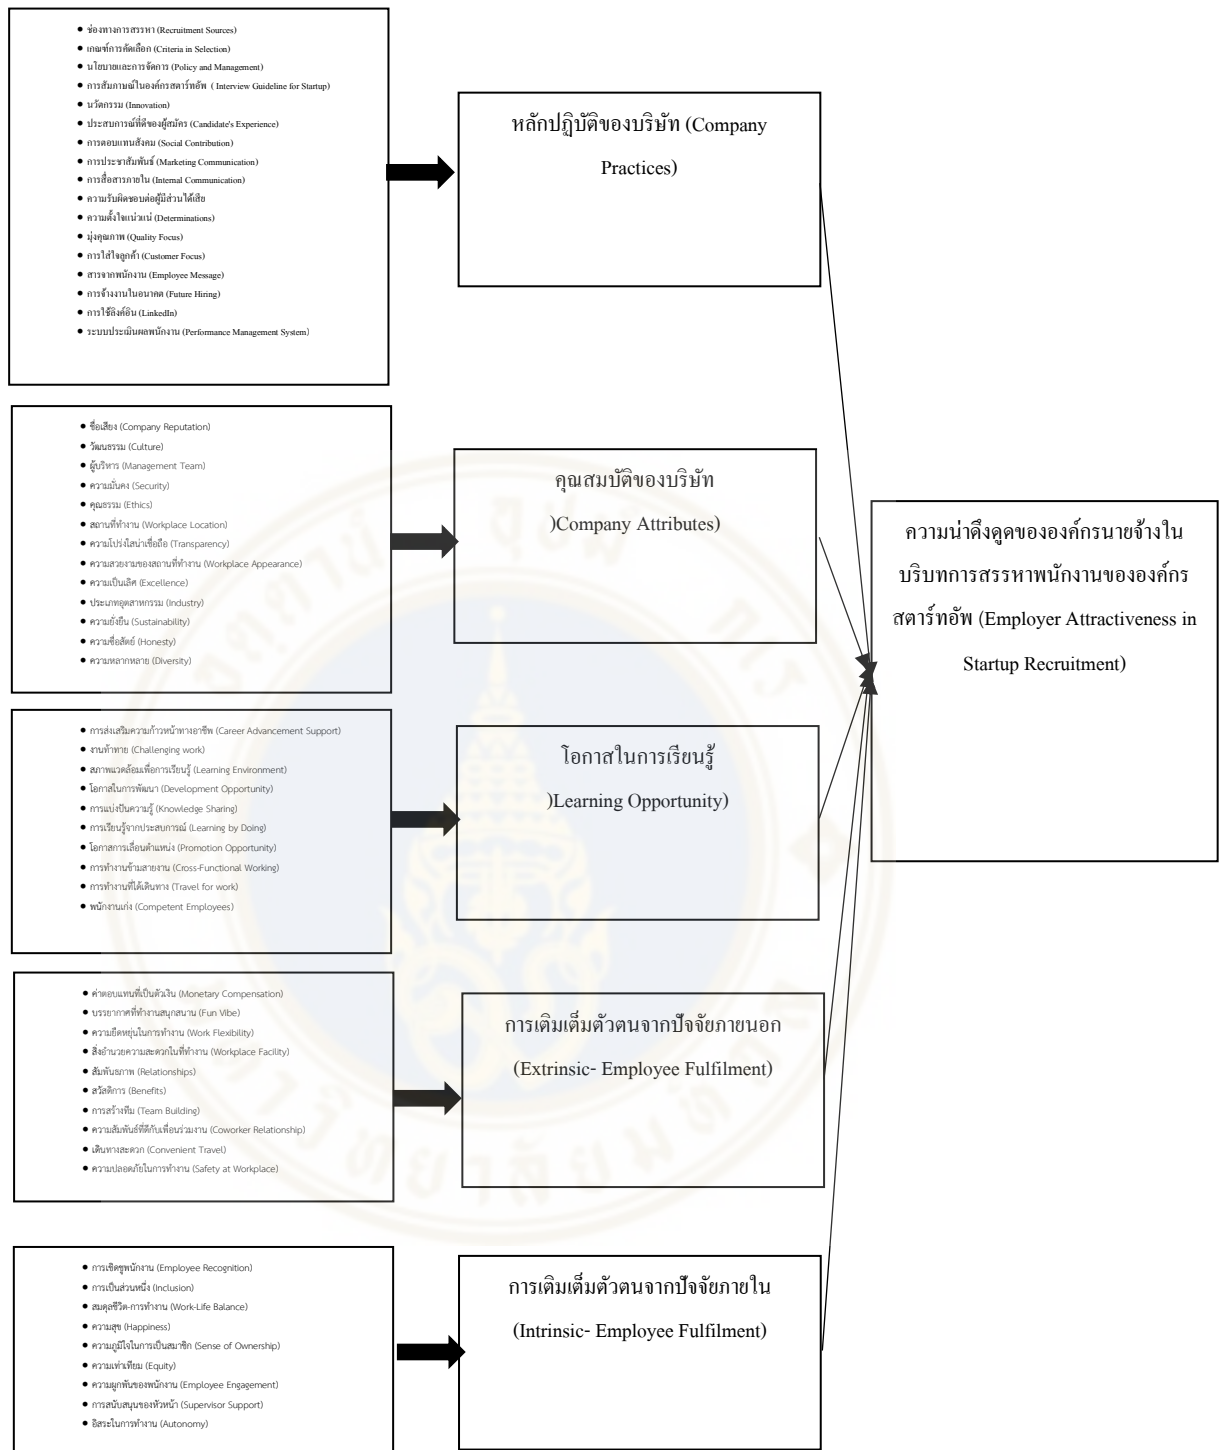 ● ช่องทางการสรรหา (Recruitment Sources)
● เกณฑ์การคัดเลือก (Criteria in Selection)
● นโยบายและการจัดการ (Policy and Management)
● การสัมภาษณ์ในองค์กรสตาร์ทอัพ ( Interview Guideline for Startup)
● นวัตกรรม (Innovation)
● ประสบการณ์ที่ดีของผู้สมัคร (Candidate's Experience)
● การตอบแทนสังคม (Social Contribution)
● การประชาสัมพันธ์ (Marketing Communication)
● การสื่อสารภายใน (Internal Communication)
● ความรับผิดชอบต่อผู้มีส่วนได้เสีย
● ความตั้งใจแน่วแน่ (Determinations)
● มุ่งคุณภาพ (Quality Focus)
● การใส่ใจลูกค้า (Customer Focus)
● สารจากพนักงาน (Employee Message)
● การจ้างงานในอนาคต (Future Hiring)
● การใช้ลิงค์อิน (LinkedIn)
● ระบบประเมินผลพนักงาน (Performance Management System)
หลักปฏิบัติของบริษัท (Company
Practices)
● ชื่อเสียง (Company Reputation)
● วัฒนธรรม (Culture)
● ผู้บริหาร (Management Team)
● ความมั่นคง (Security)
● คุณธรรม (Ethics)
● สถานที่ทำงาน (Workplace Location)
● ความโปร่งใสน่าเชื่อถือ (Transparency)
● ความสวยงามของสถานที่ทำงาน (Workplace Appearance)
● ความเป็นเลิศ (Excellence)
● ประเภทอุตสาหกรรม (Industry)
● ความยั่งยืน (Sustainability)
● ความซื่อสัตย์ (Honesty)
● ความหลากหลาย (Diversity)
คุณสมบัติของบริษัท
)Company Attributes)
● การส่งเสริมความก้าวหน้าทางอาชีพ (Career Advancement Support)
● งานท้าทาย (Challenging work)
● สภาพแวดล้อมเพื่อการเรียนรู้ (Learning Environment)
● โอกาสในการพัฒนา (Development Opportunity)
● การแบ่งปันความรู้ (Knowledge Sharing)
● การเรียนรู้จากประสบการณ์ (Learning by Doing)
● โอกาสการเลื่อนตำแหน่ง (Promotion Opportunity)
● การทำงานข้ามสายงาน (Cross-Functional Working)
● การทำงานที่ได้เดินทาง (Travel for work)
● พนักงานเก่ง (Competent Employees)
โอกาสในการเรียนรู้
)Learning Opportunity)
● ค่าตอบแทนที่เป็นตัวเงิน (Monetary Compensation)
● บรรยากาศที่ทำงานสนุกสนาน (Fun Vibe)
● ความยืดหยุ่นในการทำงาน (Work Flexibility)
● สิ่งอำนวยความสะดวกในที่ทำงาน (Workplace Facility)
● สัมพันธภาพ (Relationships)
● สวัสดิการ (Benefits)
● การสร้างทีม (Team Building)
● ความสัมพันธ์ที่ดีกับเพื่อนร่วมงาน (Coworker Relationship)
● เดินทางสะดวก (Convenient Travel)
● ความปลอดภัยในการทำงาน (Safety at Workplace)
การเติมเต็มตัวตนจากปัจจัยภายนอก
(Extrinsic- Employee Fulfilment)
● การเชิดชูพนักงาน (Employee Recognition)
● การเป็นส่วนหนึ่ง (Inclusion)
● สมดุลชีวิต-การทำงาน (Work-Life Balance)
● ความสุข (Happiness)
● ความภูมิใจในการเป็นสมาชิก (Sense of Ownership)
● ความเท่าเทียม (Equity)
● ความผูกพันของพนักงาน (Employee Engagement)
● การสนับสนุนของหัวหน้า (Supervisor Support)
● อิสระในการทำงาน (Autonomy)
การเติมเต็มตัวตนจากปัจจัยภายใน
(Intrinsic- Employee Fulfilment)
ความน่าดึงดูดขององค์กรนายจ้างใน
บริบทการสรรหาพนักงานขององค์กร
สตาร์ทอัพ (Employer Attractiveness in
Startup Recruitment)